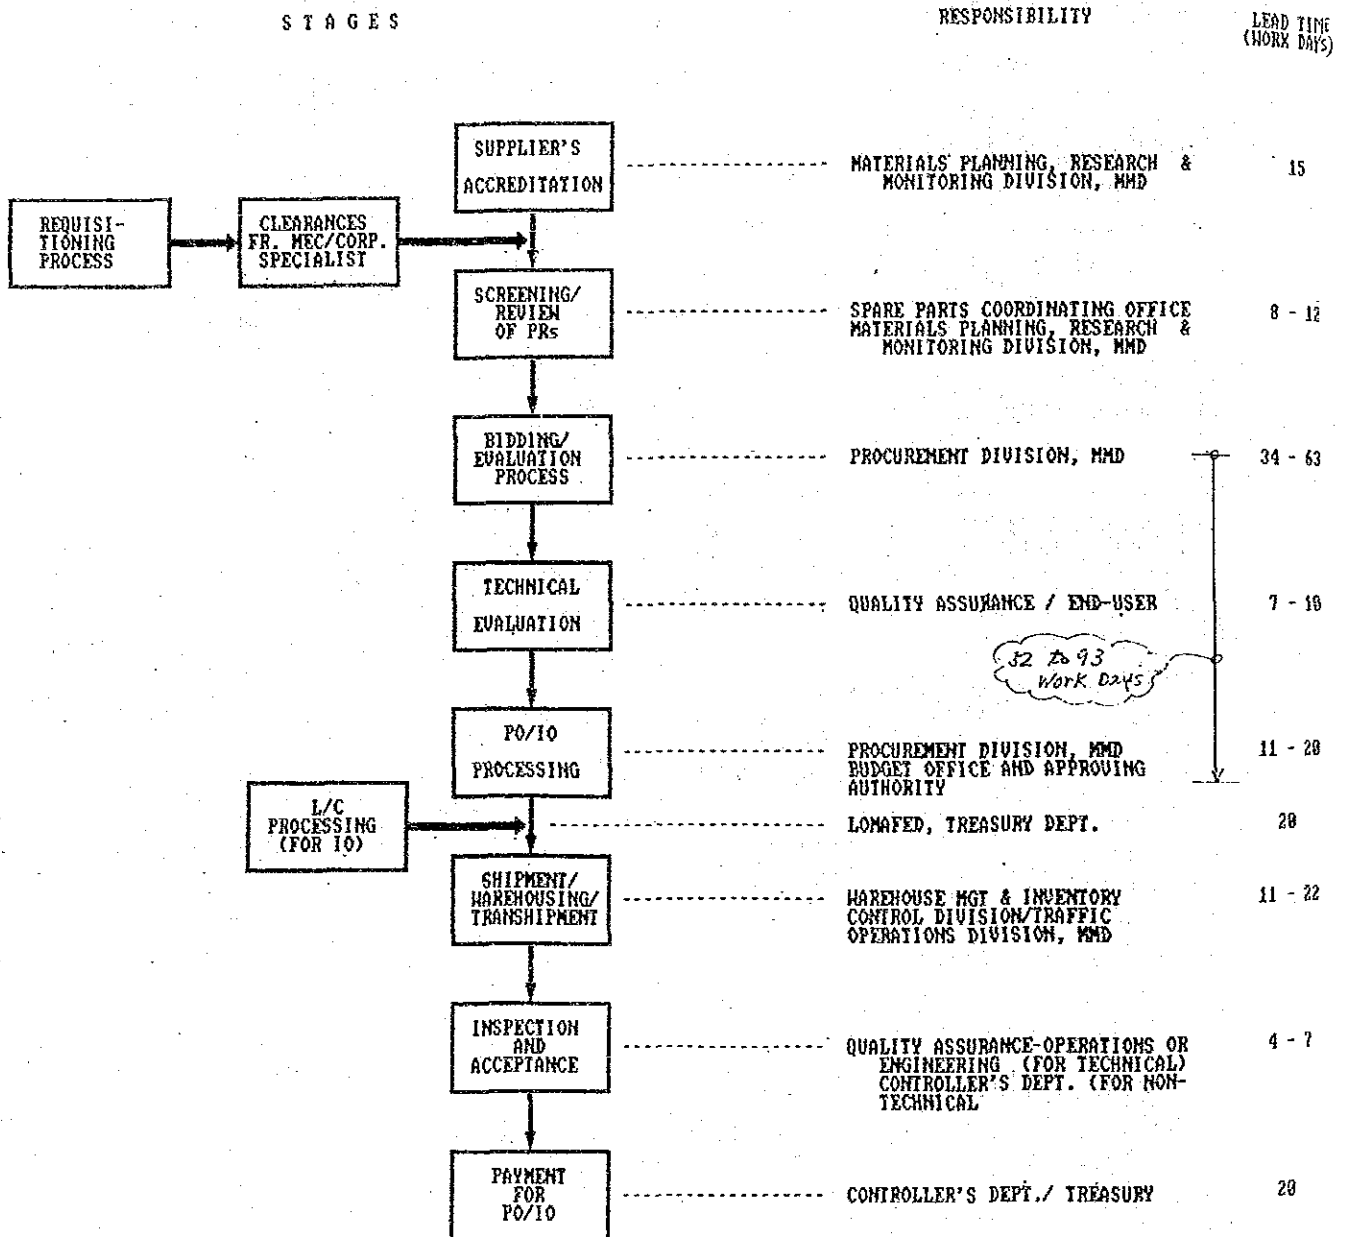 S T A G E S
RESPONSIBILITY
LEAD TIME
(WORK DAYS)
SUPPLIER'S
ACCREDITATION
MATERIALS PLANNING, RESEARCH &
MONITORING DIVISION, MMD
15
REQUISI-
TIONING
PROCESS
CLEARANCES
FR. MEC/CORP.
SPECIALIST
SCREENING/
REVIEW
OF PRs
SPARE PARTS COORDINATING OFFICE
MATERIALS PLANNING, RESEARCH &
MONITORING DIVISION, MMD
8 - 12
BIDDING/
EVALUATION
PROCESS
PROCUREMENT DIVISION, MMD
34 - 63
TECHNICAL
EVALUATION
QUALITY ASSURANCE / END-USER
7 - 10
52 to 93
Work Days
PO/IO
PROCESSING
PROCUREMENT DIVISION, MMD
BUDGET OFFICE AND APPROVING
AUTHORITY
11 - 20
L/C
PROCESSING
(FOR IO)
LOMAFED, TREASURY DEPT.
20
SHIPMENT/
WAREHOUSING/
TRANSHIPMENT
WAREHOUSE MGT & INVENTORY
CONTROL DIVISION/TRAFFIC
OPERATIONS DIVISION, MMD
11 - 22
INSPECTION
AND
ACCEPTANCE
QUALITY ASSURANCE-OPERATIONS OR
ENGINEERING (FOR TECHNICAL)
CONTROLLER'S DEPT. (FOR NON-
TECHNICAL
4 - 7
PAYMENT
FOR
PO/IO
CONTROLLER'S DEPT./ TREASURY
20